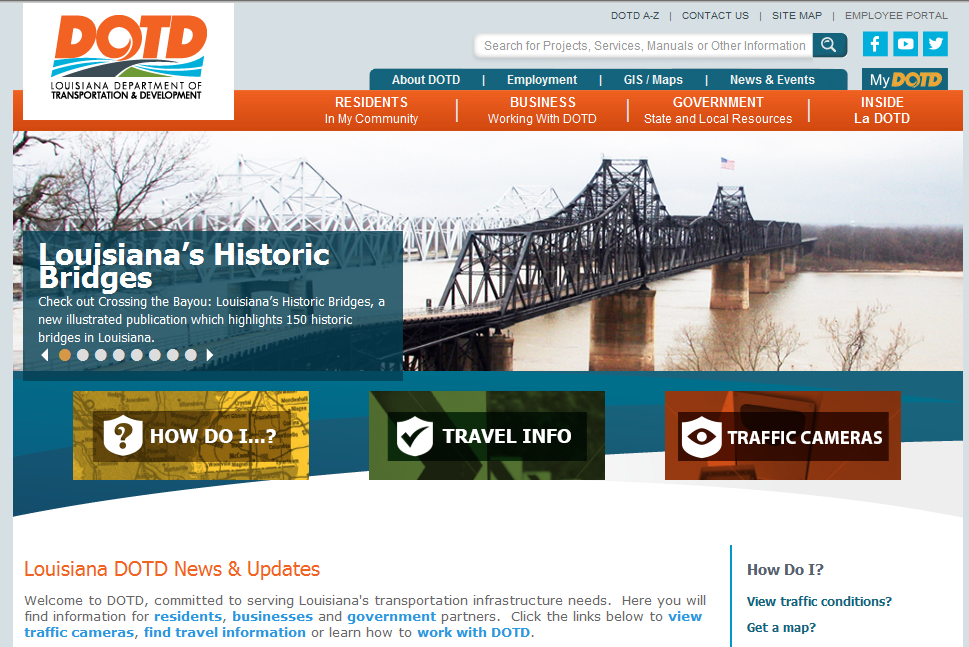 DOTD A-Z | CONTACT US | SITE MAP | EMPLOYEE PORTAL
DOTD
LOUISIANA DEPARTMENT OF
TRANSPORTATION & DEVELOPMENT
Search for Projects, Services, Manuals or Other Information
About DOTD | Employment | GIS / Maps | News & Events
My DOTD
RESIDENTS
In My Community
BUSINESS
Working With DOTD
GOVERNMENT
State and Local Resources
INSIDE
La DOTD
Louisiana’s Historic
Bridges
Check out Crossing the Bayou: Louisiana’s Historic Bridges, a
new illustrated publication which highlights 150 historic
bridges in Louisiana.
HOW DO I...?
TRAVEL INFO
TRAFFIC CAMERAS
Louisiana DOTD News & Updates
Welcome to DOTD, committed to serving Louisiana's transportation infrastructure needs. Here you will
find information for residents, businesses and government partners. Click the links below to view
traffic cameras, find travel information or learn how to work with DOTD.
How Do I?
View traffic conditions?
Get a map?